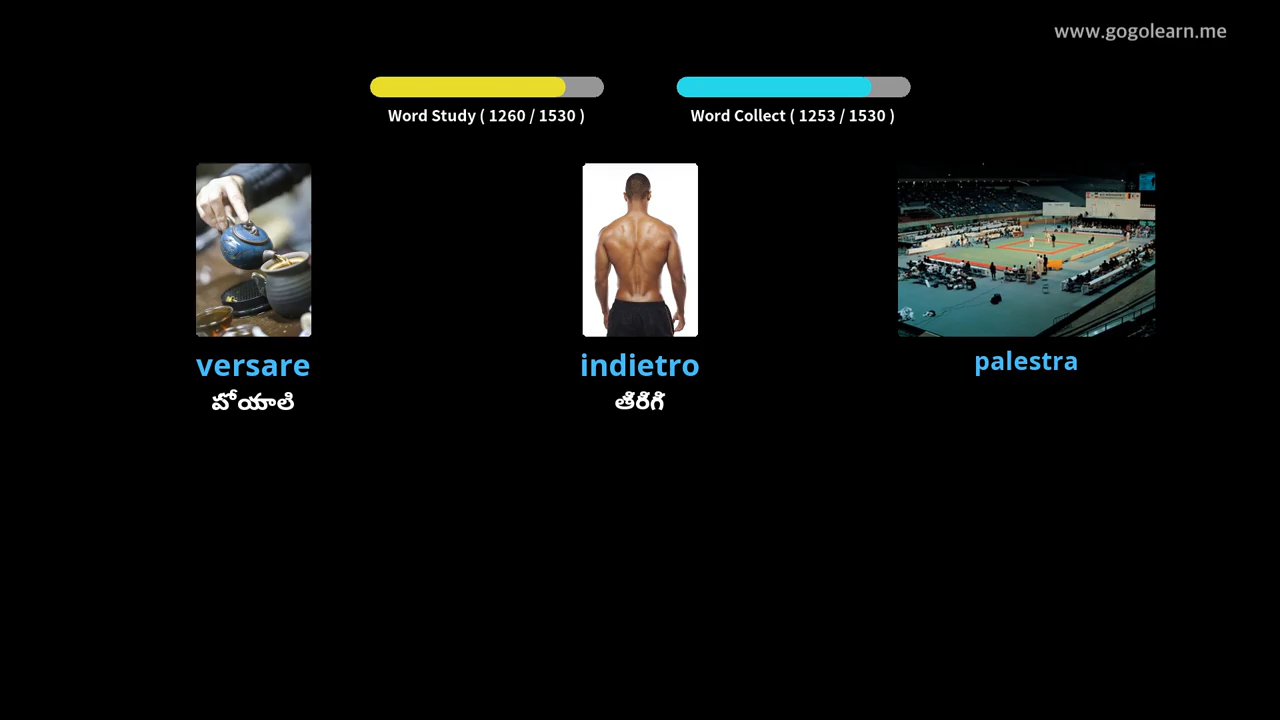 www.gogolearn.me
Word Study ( 1260 / 1530 )
Word Collect ( 1253 / 1530 )
versare
indietro
palestra
పోయాలి
తిరిగి